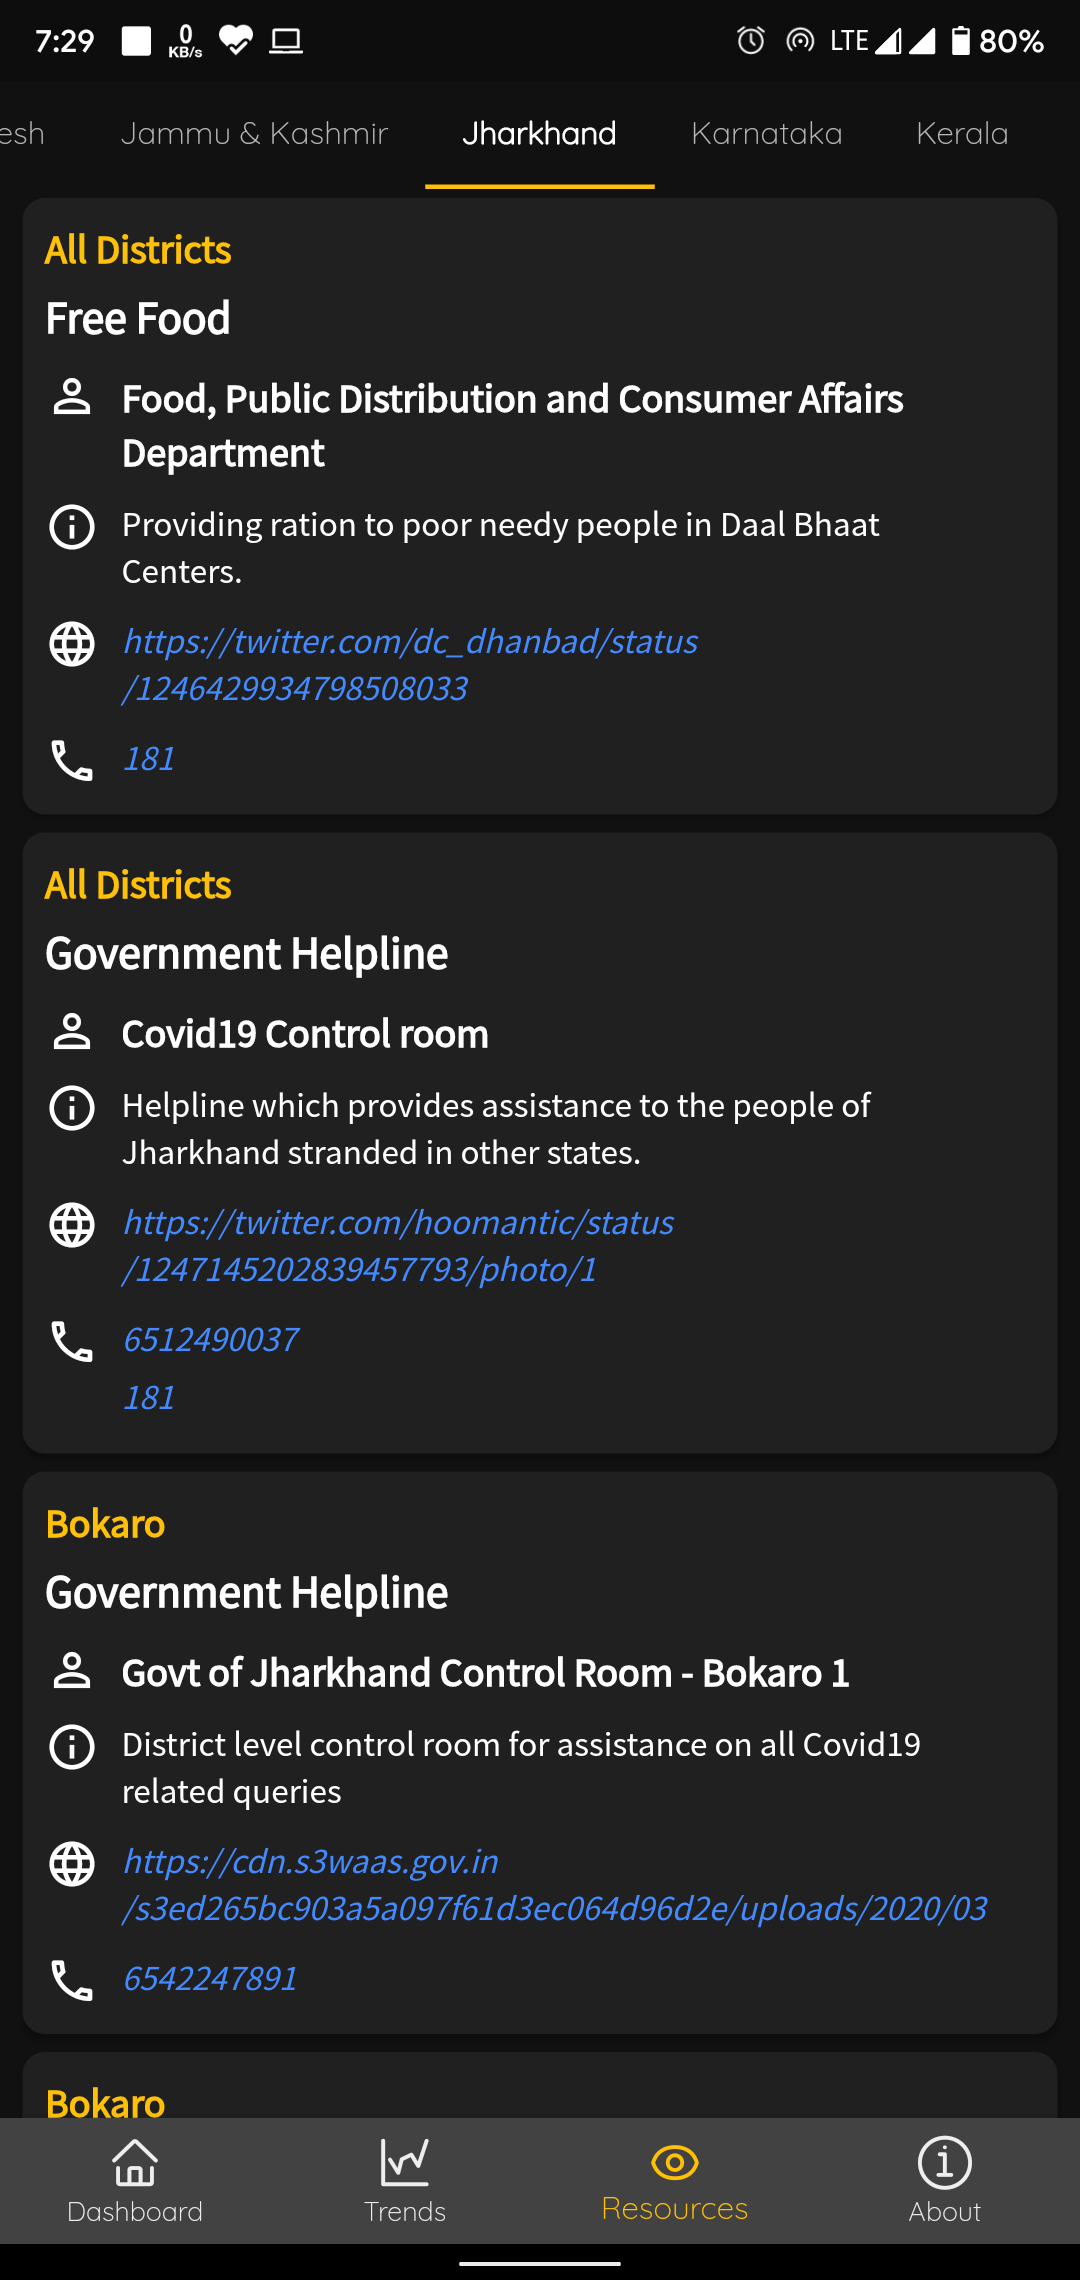 7:29 0 KB/s LTE 80%
esh Jammu & Kashmir Jharkhand Karnataka Kerala
All Districts
Free Food
Food, Public Distribution and Consumer Affairs
Department
Providing ration to poor needy people in Daal Bhaat
Centers.
https://twitter.com/dc_dhanbad/status
/1246429934798508033
181
All Districts
Government Helpline
Covid19 Control room
Helpline which provides assistance to the people of
Jharkhand stranded in other states.
https://twitter.com/hoomantic/status
/1247145202839457793/photo/1
6512490037
181
Bokaro
Government Helpline
Govt of Jharkhand Control Room - Bokaro 1
District level control room for assistance on all Covid19
related queries
https://cdn.s3waas.gov.in
/s3ed265bc903a5a097f61d3ec064d96d2e/uploads/2020/03
6542247891
Bokaro
Dashboard Trends Resources About